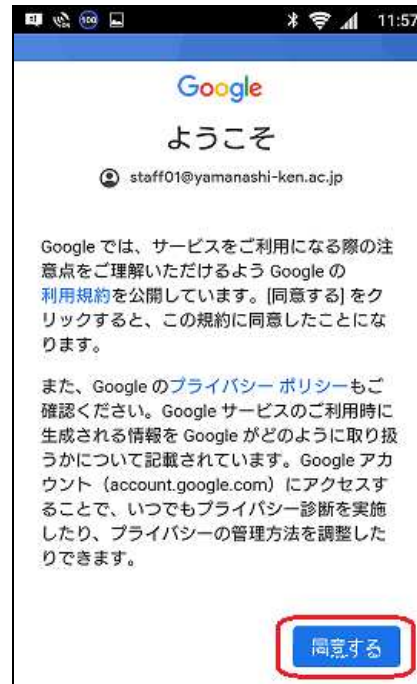 100
11:57
Google
ようこそ
staff01@yamanashi-ken.ac.jp
Google では、サービスをご利用になる際の注
意点をご理解いただけるよう Google の
利用規約を公開しています。[同意する] をク
リックすると、この規約に同意したことにな
ります。
また、Google のプライバシー ポリシーもご
確認ください。Google サービスのご利用時に
生成される情報を Google がどのように取り扱
うかについて記載されています。Google アカ
ウント（account.google.com）にアクセスす
ることで、いつでもプライバシー診断を実施
したり、プライバシーの管理方法を調整した
りできます。
同意する